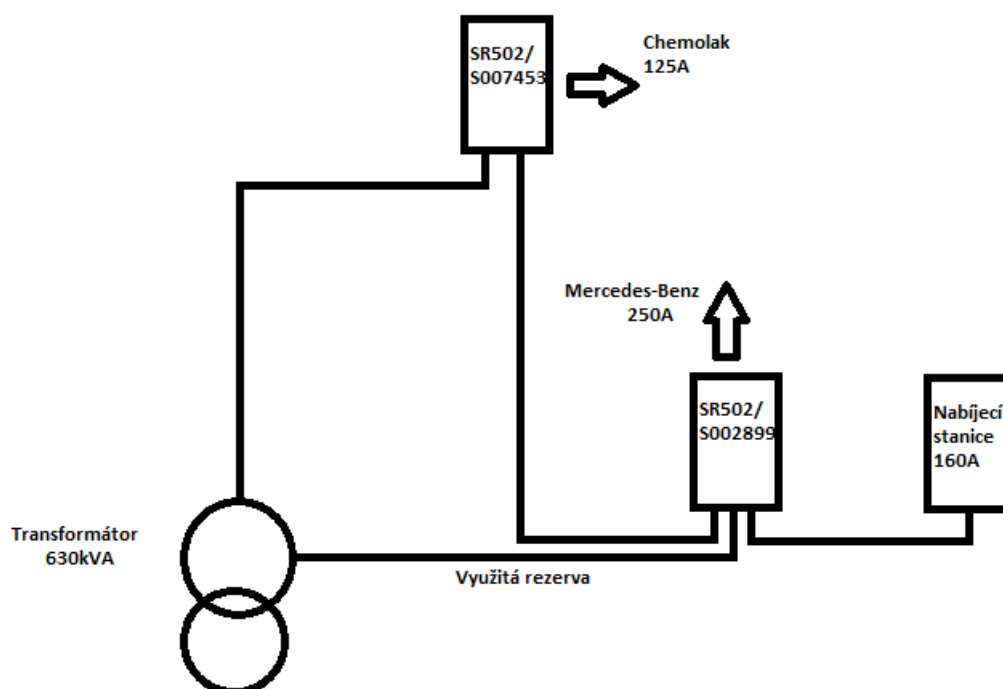 SR502/
S007453
Chemolak
125A
Mercedes-Benz
250A
SR502/
S002899
Nabíjecí
stanice
160A
Transformátor
630kVA
Využitá rezerva